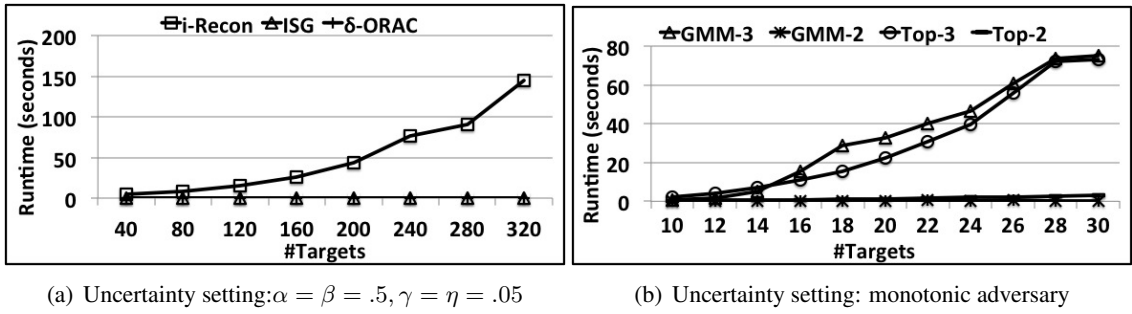 i-Recon ISG δ-ORAC
Runtime (seconds)
200
150
100
50
0
40 80 120 160 200 240 280 320
#Targets
(a) Uncertainty setting:α = β = .5, γ = η = .05
GMM-3 GMM-2 Top-3 Top-2
Runtime (seconds)
80
60
40
20
0
10 12 14 16 18 20 22 24 26 28 30
#Targets
(b) Uncertainty setting: monotonic adversary